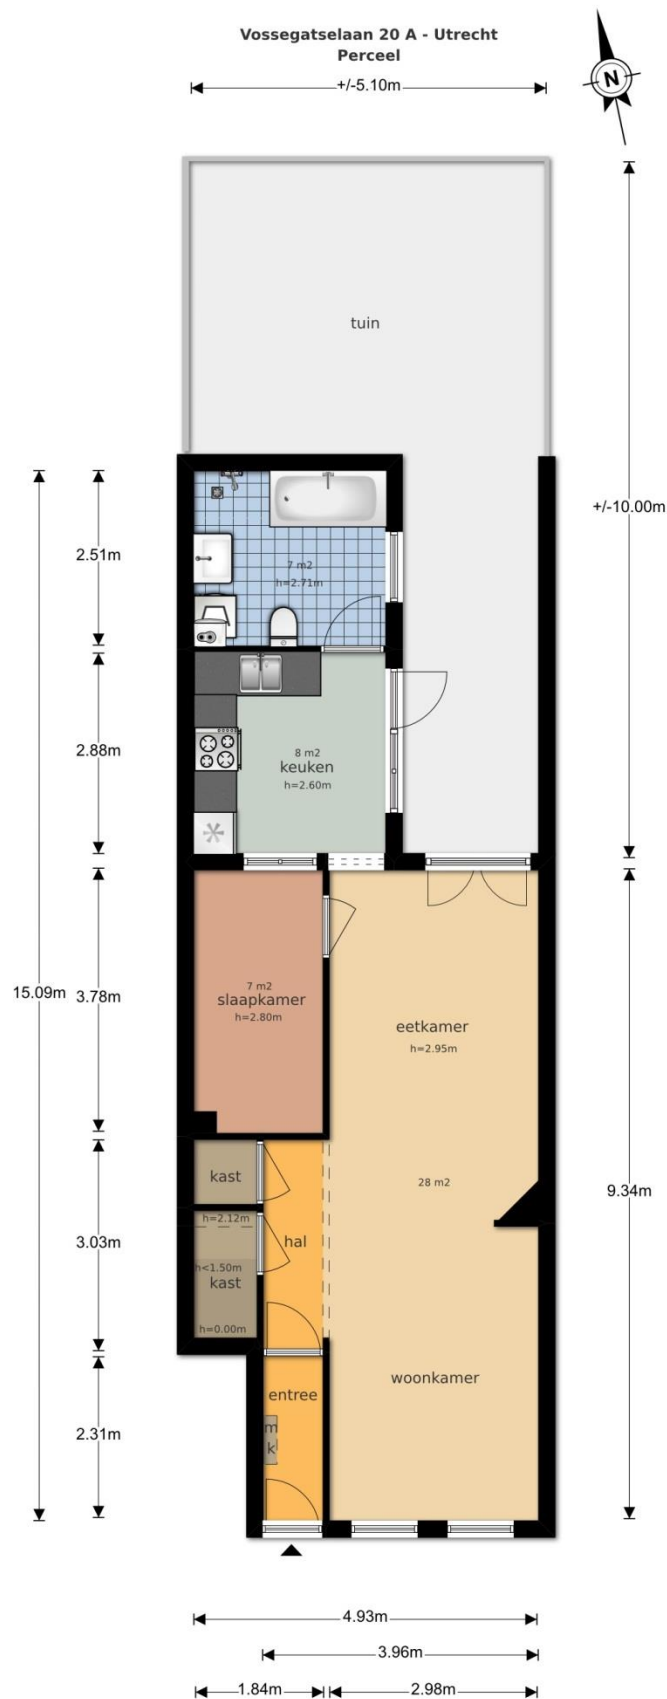 Vossegatselaan 20 A - Utrecht
Perceel
N
+/-5.10m
tuin
+/-10.00m
2.51m
7 m2
h=2.71m
2.88m
8 m2
keuken
h=2.60m
15.09m
3.78m
7 m2
slaapkamer
h=2.80m
eetkamer
h=2.95m
kast
28 m2
9.34m
h=2.12m
3.03m
hal
h<1.50m
kast
h=0.00m
woonkamer
entree
2.31m
m
k
4.93m
3.96m
1.84m
2.98m